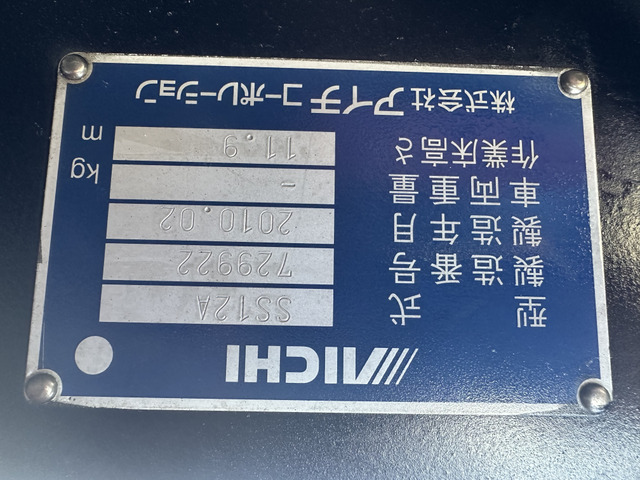 AICHI
型式 SS12A
製造番号 729922
製造年月 2010.02
車両重量 - kg
作業床高さ 11.9 m
株式会社アイチコーポレーション